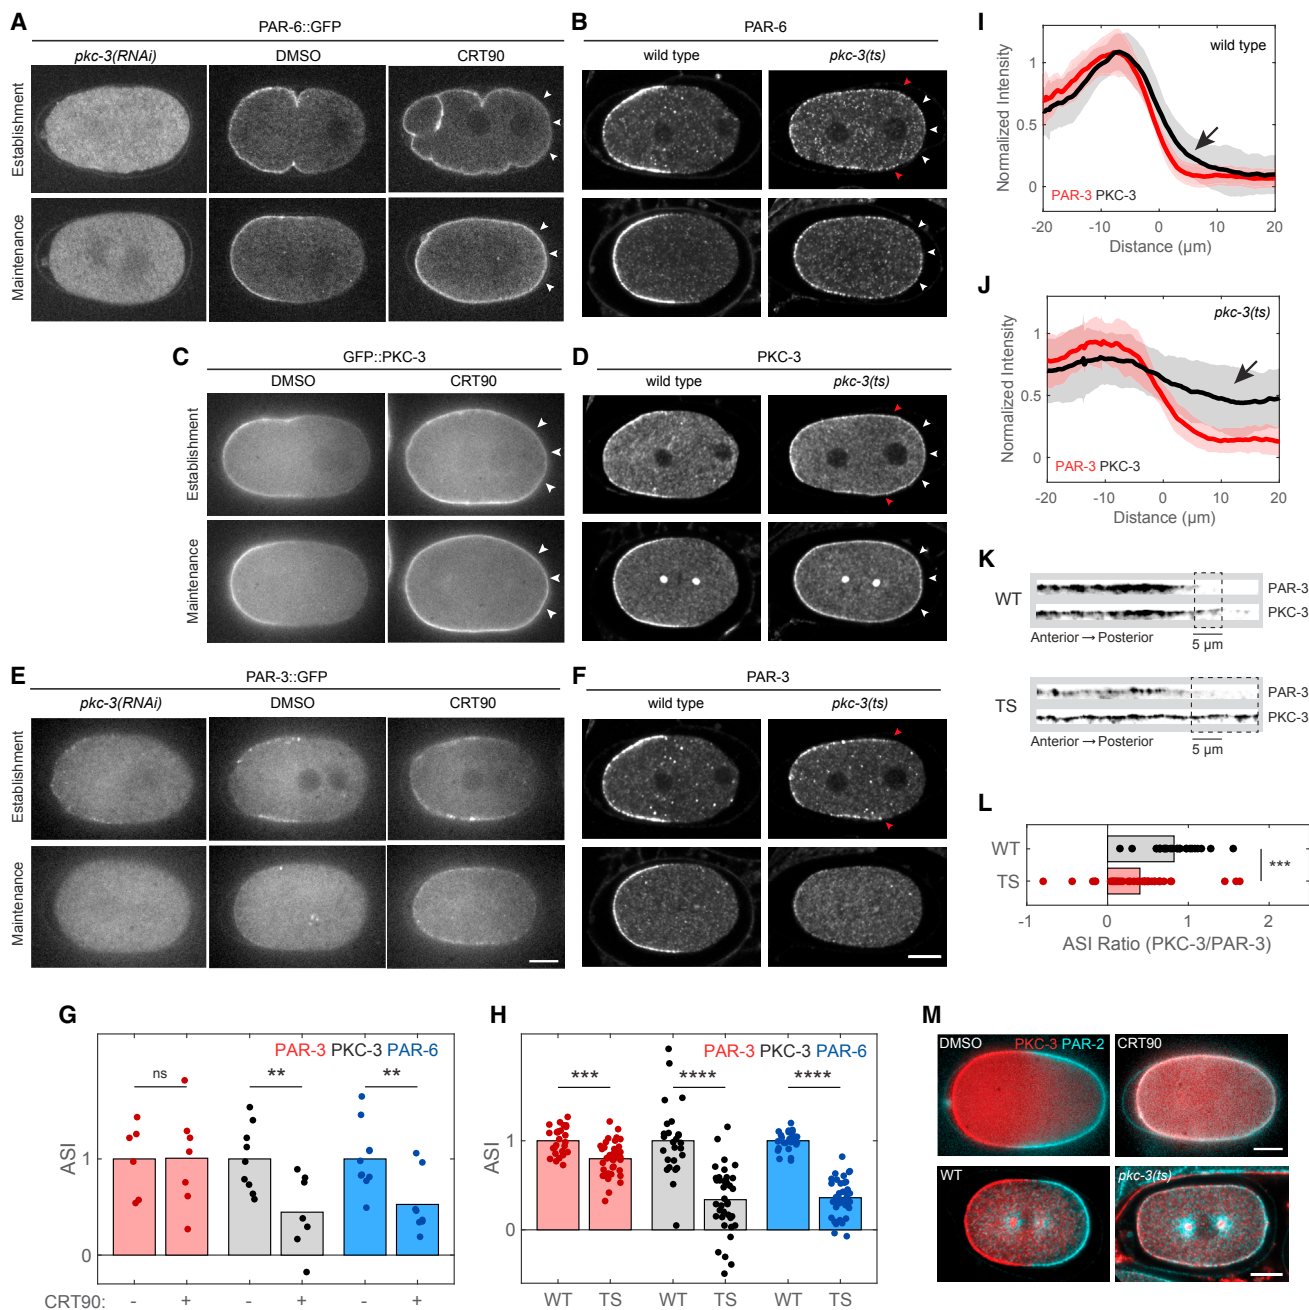 A
PAR-6::GFP
pkc-3(RNAi)
DMSO
CRT90
Establishment
Maintenance
B
PAR-6
wild type
pkc-3(ts)
C
GFP::PKC-3
DMSO
CRT90
Establishment
Maintenance
D
PKC-3
wild type
pkc-3(ts)
E
PAR-3::GFP
pkc-3(RNAi)
DMSO
CRT90
Establishment
Maintenance
F
PAR-3
wild type
pkc-3(ts)
G
PAR-3 PKC-3 PAR-6
ns
**
**
ASI
1
0
CRT90: - + - + - +
H
PAR-3 PKC-3 PAR-6
***
****
****
ASI
1
0
WT TS WT TS WT TS
I
wild type
Normalized Intensity
1
0.5
0
PAR-3 PKC-3
-20 -10 0 10 20
Distance (µm)
J
pkc-3(ts)
Normalized Intensity
1
0.5
0
PAR-3 PKC-3
-20 -10 0 10 20
Distance (µm)
K
WT
PAR-3
PKC-3
Anterior → Posterior
5 µm
TS
PAR-3
PKC-3
Anterior → Posterior
5 µm
L
WT
TS
***
-1 0 1 2
ASI Ratio (PKC-3/PAR-3)
M
DMSO
PKC-3 PAR-2
CRT90
WT
pkc-3(ts)